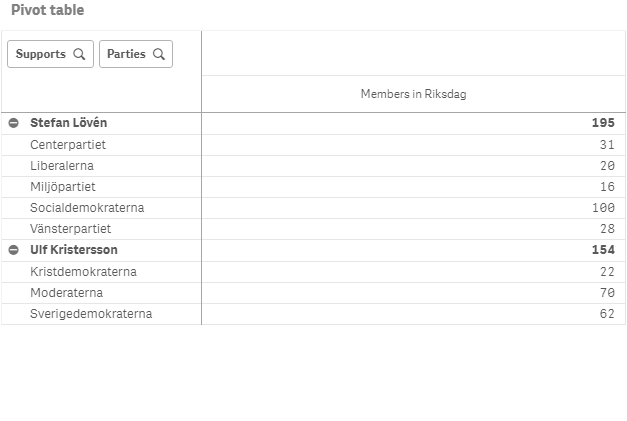 Pivot table
Supports Parties
Members in Riksdag
Stefan Lövén 195
Centerpartiet 31
Liberalerna 20
Miljöpartiet 16
Socialdemokraterna 100
Vänsterpartiet 28
Ulf Kristersson 154
Kristdemokraterna 22
Moderaterna 70
Sverigedemokraterna 62